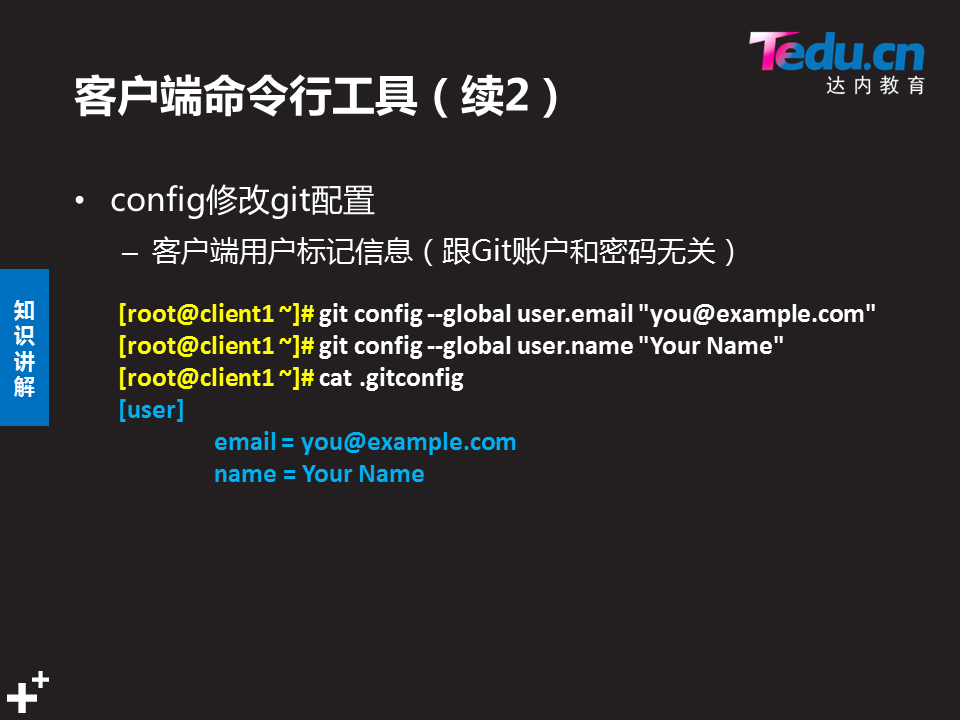 Tedu.cn
达内教育
客户端命令行工具（续2）
• config修改git配置
– 客户端用户标记信息（跟Git账户和密码无关）
知
识
讲
解
[root@client1 ~]# git config --global user.email "you@example.com"
[root@client1 ~]# git config --global user.name "Your Name"
[root@client1 ~]# cat .gitconfig
[user]
email = you@example.com
name = Your Name